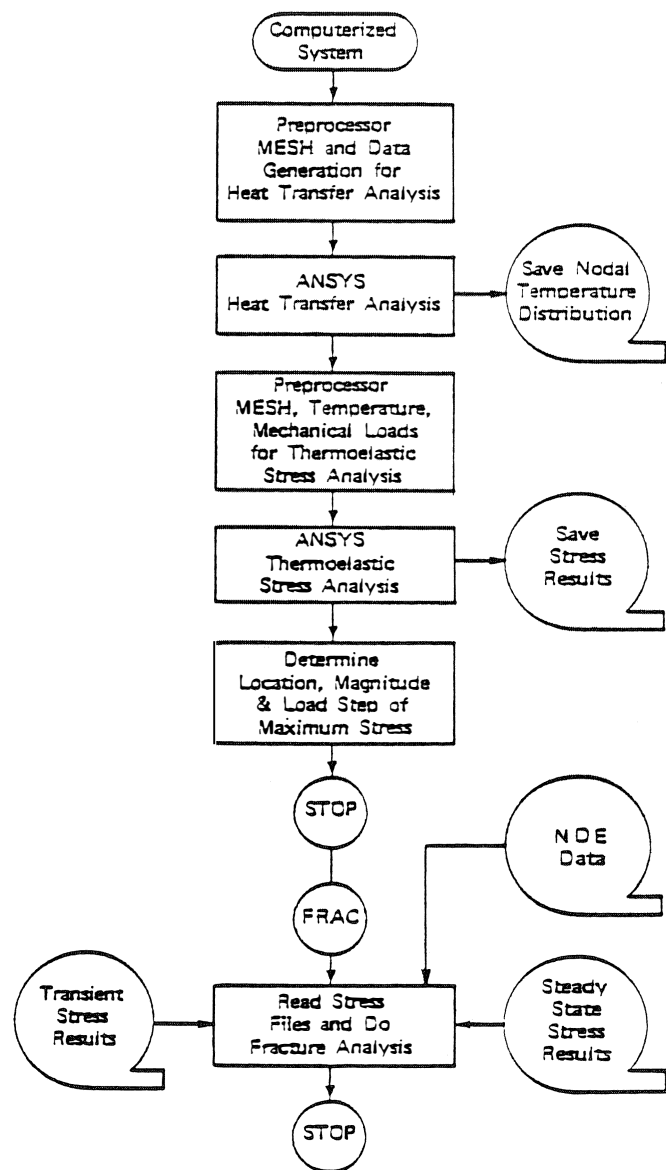 Computerized
System
Preprocessor
MESH and Data
Generation for
Heat Transfer Analysis
ANSYS
Heat Transfer Analysis
Save Nodal
Temperature
Distribution
Preprocessor
MESH, Temperature,
Mechanical Loads
for Thermoelastic
Stress Analysis
ANSYS
Thermoelastic
Stress Analysis
Save
Stress
Results
Determine
Location, Magnitude
& Load Step of
Maximum Stress
STOP
NDE
Data
FRAC
Transient
Stress
Results
Read Stress
Files and Do
Fracture Analysis
Steady
State
Stress
Results
STOP